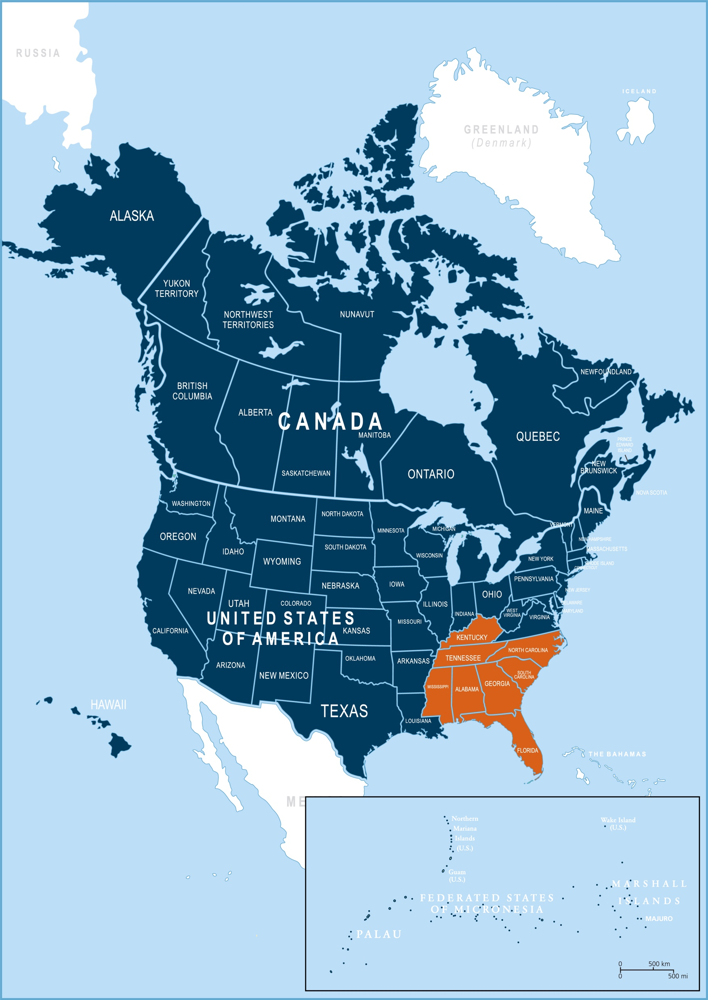 RUSSIA
ICELAND
GREENLAND
(Denmark)
ALASKA
YUKON
TERRITORY
NORTHWEST
TERRITORIES
NUNAVUT
NEWFOUNDLAND
BRITISH
COLUMBIA
ALBERTA
CANADA
MANITOBA
QUEBEC
PRINCE
EDWARD
ISLAND
SASKATCHEWAN
ONTARIO
NEW
BRUNSWICK
NOVA SCOTIA
WASHINGTON
MONTANA
NORTH DAKOTA
MINNESOTA
MICHIGAN
MAINE
VERMONT
OREGON
IDAHO
WYOMING
SOUTH DAKOTA
WISCONSIN
NEW YORK
NEW HAMPSHIRE
MASSACHUSETTS
RHODE ISLAND
CONNECTICUT
NEVADA
UTAH
COLORADO
NEBRASKA
IOWA
ILLINOIS
INDIANA
OHIO
PENNSYLVANIA
NEW JERSEY
DELAWARE
MARYLAND
WEST
VIRGINIA
VIRGINIA
UNITED STATES
OF AMERICA
CALIFORNIA
KANSAS
MISSOURI
KENTUCKY
ARIZONA
NEW MEXICO
OKLAHOMA
ARKANSAS
TENNESSEE
NORTH CAROLINA
SOUTH
CAROLINA
MISSISSIPPI
ALABAMA
GEORGIA
HAWAII
TEXAS
LOUISIANA
FLORIDA
THE BAHAMAS
ME
Northern
Mariana
Islands
(U.S.)
Wake Island
(U.S.)
Guam
(U.S.)
MARSHALL
ISLANDS
FEDERATED STATES
OF MICRONESIA
MAJURO
PALAU
0 500 km
0 500 mi